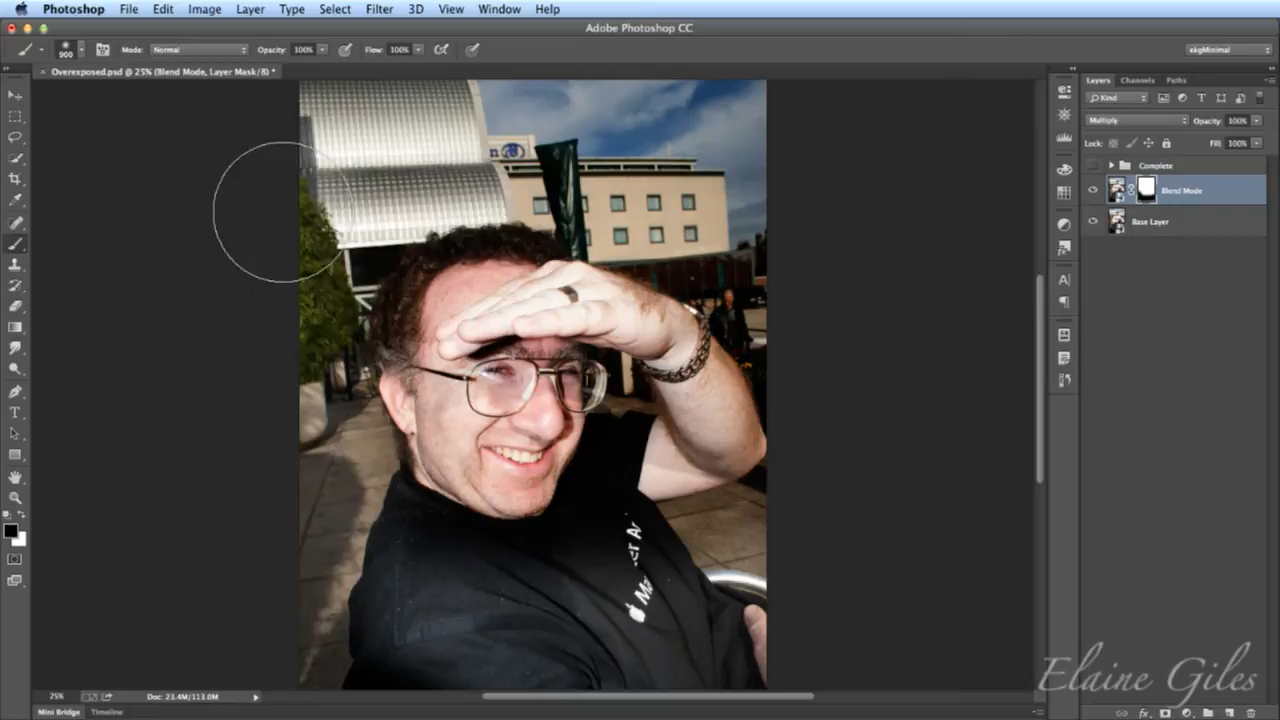 Photoshop File Edit Image Layer Type Select Filter 3D View Window Help
Adobe Photoshop CC
900 Mode: Normal Opacity: 100% Flow: 100% ekgMinimal
× Overexposed.psd @ 25% (Blend Mode, Layer Mask/8) *
Layers Channels Paths
Kind
Multiply Opacity: 100%
Lock: Fill: 100%
Complete
Blend Mode
Base Layer
Elaine Giles
25% Doc: 23.4M/113.0M
Mini Bridge Timeline